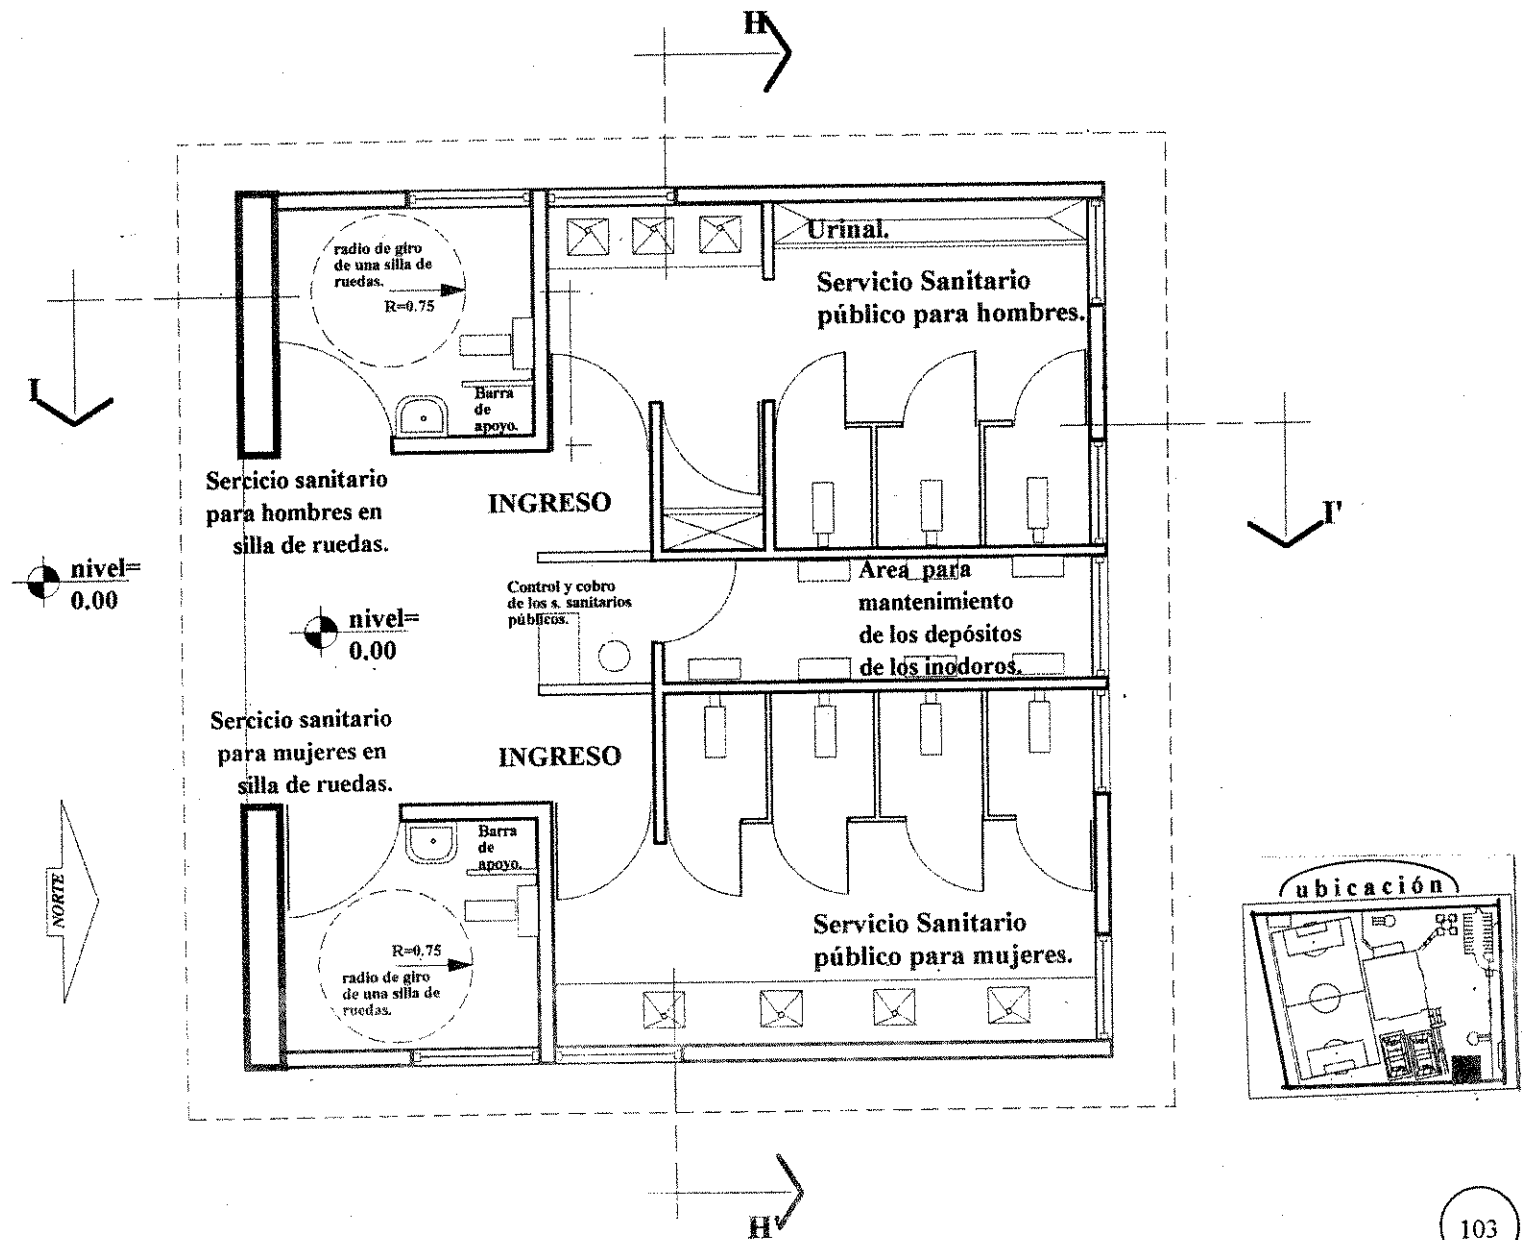 H
radio de giro
de una silla de
ruedas.
R=0.75
Urinal.
Servicio Sanitario
público para hombres.
I
Barra
de
apoyo.
Sercicio sanitario
para hombres en
silla de ruedas.
INGRESO
I'
nivel=
0.00
Control y cobro
de los s. sanitarios
públicos.
Area para
mantenimiento
de los depósitos
de los inodoros.
nivel=
0.00
Sercicio sanitario
para mujeres en
silla de ruedas.
INGRESO
Barra
de
apoyo.
NORTE
R=0.75
radio de giro
de una silla de
ruedas.
Servicio Sanitario
público para mujeres.
ubicación
H'
103